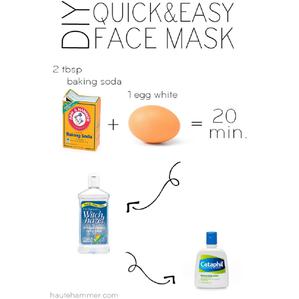 DIY
QUICK&EASY
FACE MASK
2 tbsp
baking soda
1 egg white
ARM & HAMMER
Baking Soda
+
= 20
min.
Witch
hazel
Cetaphil
hautehammer.com